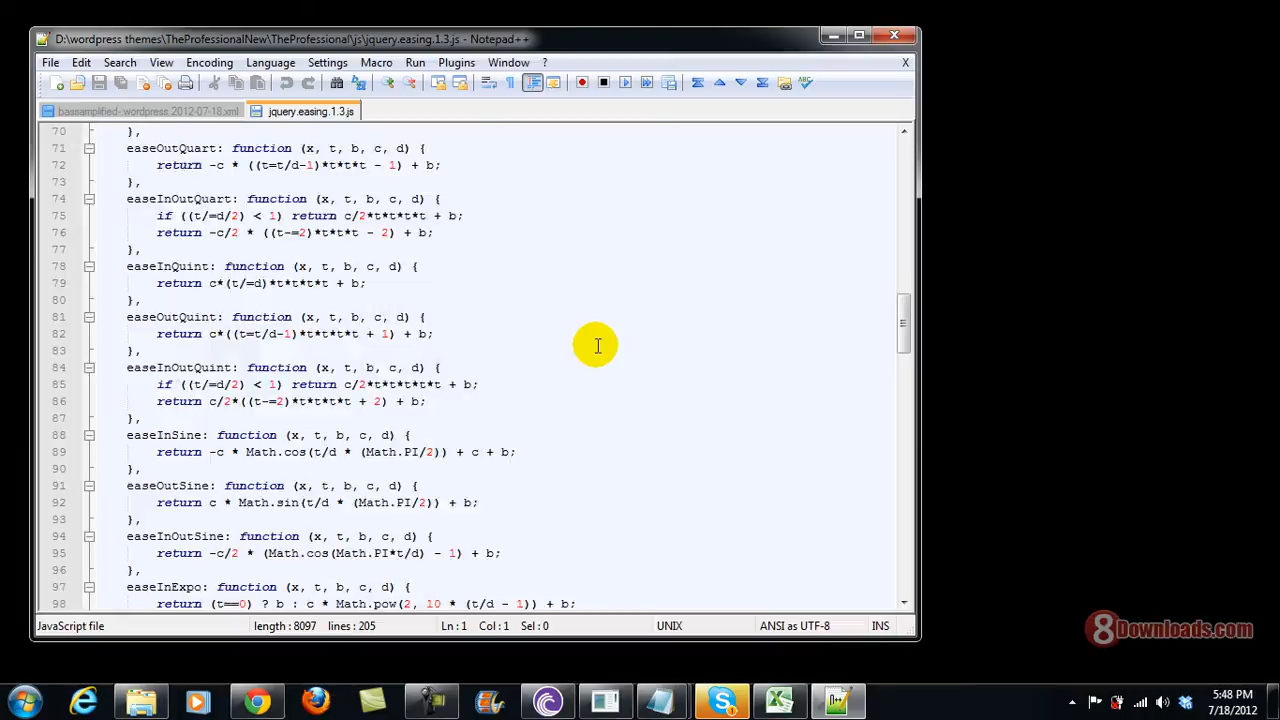 D:\wordpress themes\TheProfessionalNew\TheProfessional\js\jquery.easing.1.3.js - Notepad++
File Edit Search View Encoding Language Settings Macro Run Plugins Window ? X
bassamplified-.wordpress.2012-07-18.xml jquery.easing.1.3.js
70 },
71 easeOutQuart: function (x, t, b, c, d) {
72 return -c * ((t=t/d-1)*t*t*t - 1) + b;
73 },
74 easeInOutQuart: function (x, t, b, c, d) {
75 if ((t/=d/2) < 1) return c/2*t*t*t*t + b;
76 return -c/2 * ((t-=2)*t*t*t - 2) + b;
77 },
78 easeInQuint: function (x, t, b, c, d) {
79 return c*(t/=d)*t*t*t*t + b;
80 },
81 easeOutQuint: function (x, t, b, c, d) {
82 return c*((t=t/d-1)*t*t*t*t + 1) + b;
83 },
84 easeInOutQuint: function (x, t, b, c, d) {
85 if ((t/=d/2) < 1) return c/2*t*t*t*t*t + b;
86 return c/2*((t-=2)*t*t*t*t + 2) + b;
87 },
88 easeInSine: function (x, t, b, c, d) {
89 return -c * Math.cos(t/d * (Math.PI/2)) + c + b;
90 },
91 easeOutSine: function (x, t, b, c, d) {
92 return c * Math.sin(t/d * (Math.PI/2)) + b;
93 },
94 easeInOutSine: function (x, t, b, c, d) {
95 return -c/2 * (Math.cos(Math.PI*t/d) - 1) + b;
96 },
97 easeInExpo: function (x, t, b, c, d) {
98 return (t==0) ? b : c * Math.pow(2, 10 * (t/d - 1)) + b;
JavaScript file length : 8097 lines : 205 Ln : 1 Col : 1 Sel : 0 UNIX ANSI as UTF-8 INS
8Downloads.com
5:48 PM
7/18/2012